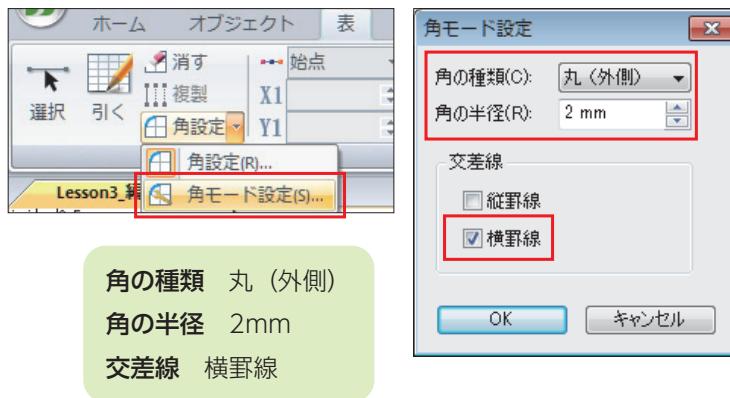 ホーム オブジェクト 表
選択 引く 消す 始点
複製 X1
角設定 Y1
角設定(R)...
Lesson3_
角モード設定(S)...
角の種類 丸（外側）
角の半径 2mm
交差線 横罫線
角モード設定
角の種類(C): 丸（外側）
角の半径(R): 2 mm
交差線
縦罫線
横罫線
OK キャンセル